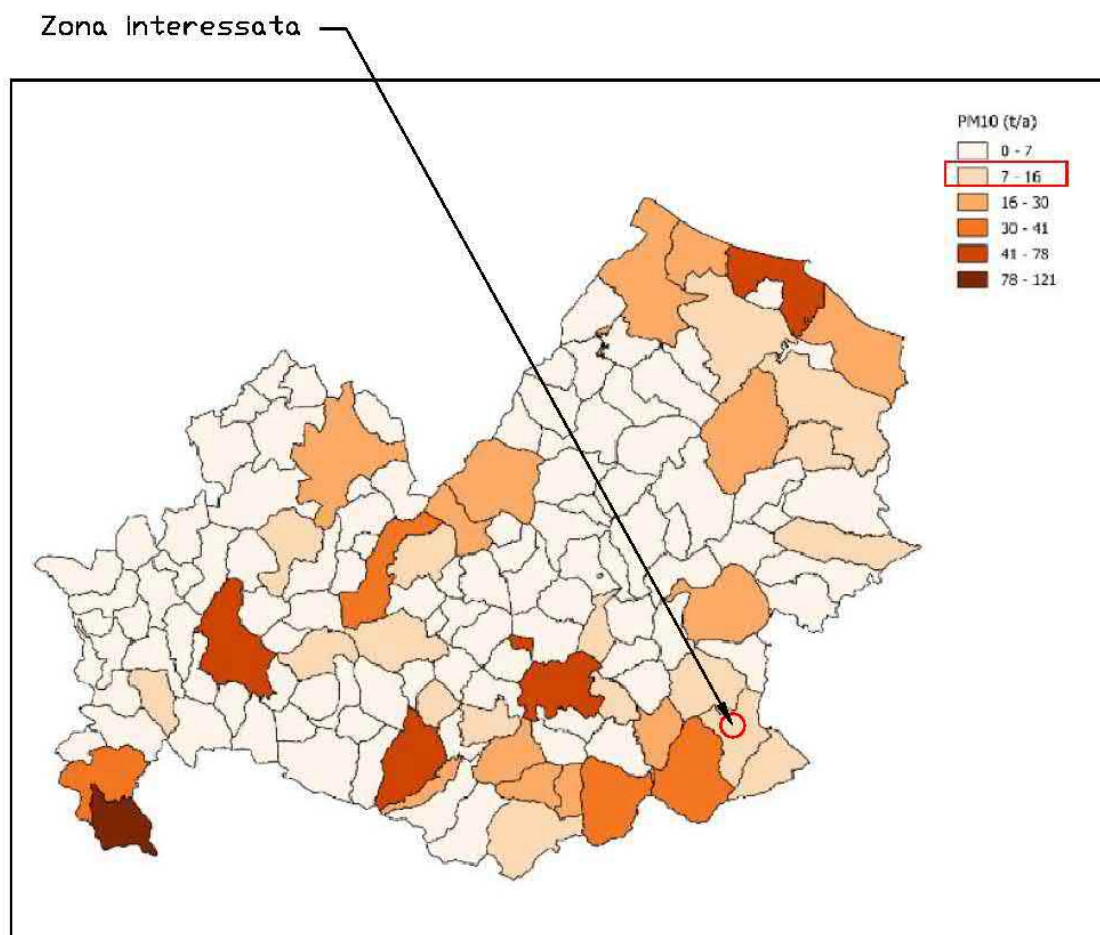 Zona Interessata
PM10 (t/a)
0 - 7
7 - 16
16 - 30
30 - 41
41 - 78
78 - 121